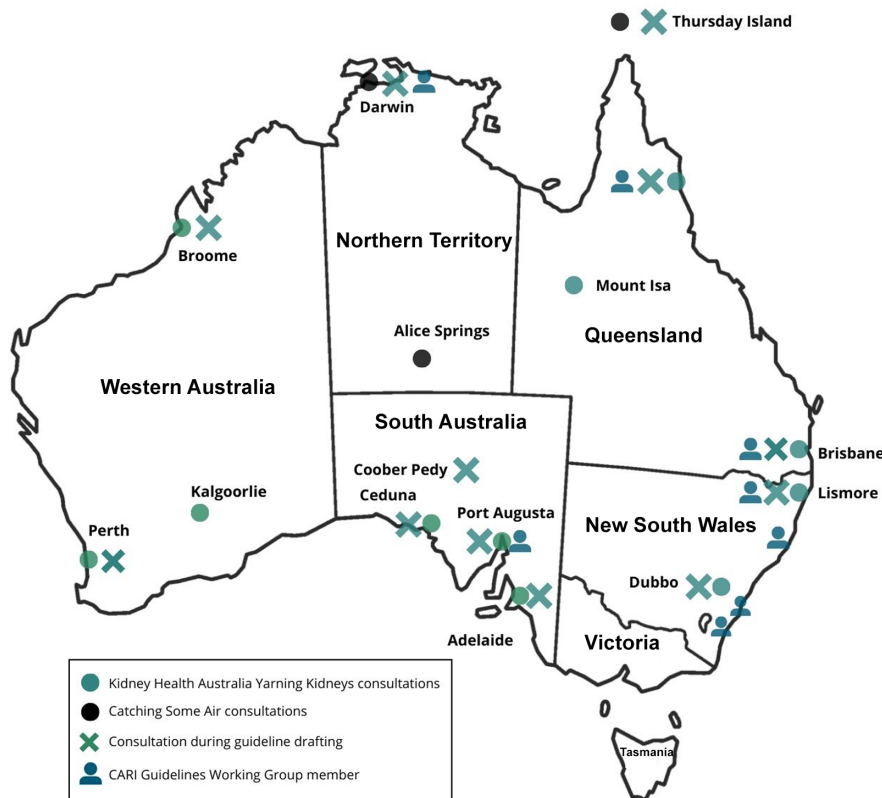 Thursday Island
Darwin
Broome
Northern Territory
Mount Isa
Alice Springs
Queensland
Western Australia
South Australia
Coober Pedy
Brisbane
Ceduna
Kalgoorlie
Lismore
Port Augusta
New South Wales
Perth
Dubbo
Adelaide
Victoria
Kidney Health Australia Yarning Kidneys consultations
Catching Some Air consultations
Consultation during guideline drafting
CARI Guidelines Working Group member
Tasmania